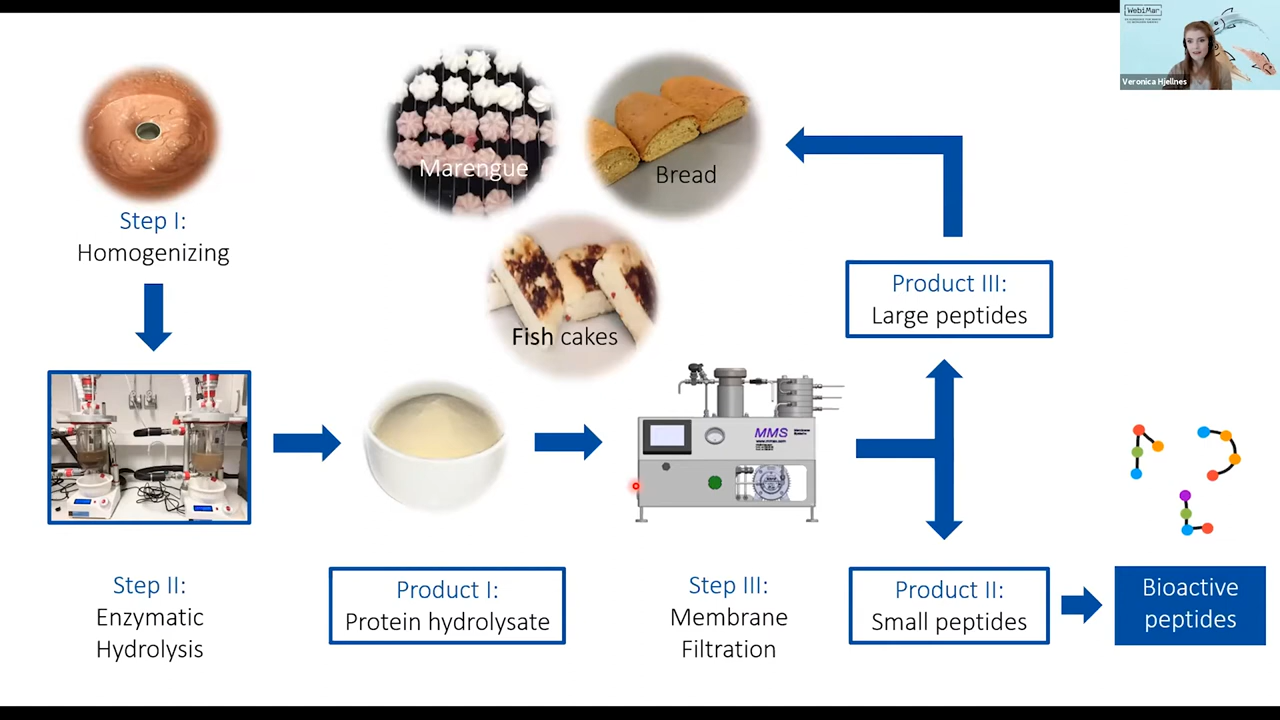 WebiMar
Veronica Hjellnes
Marengue
Bread
Step I:
Homogenizing
Fish cakes
Product III:
Large peptides
MMS
Step II:
Enzymatic
Hydrolysis
Product I:
Protein hydrolysate
Step III:
Membrane
Filtration
Product II:
Small peptides
Bioactive
peptides